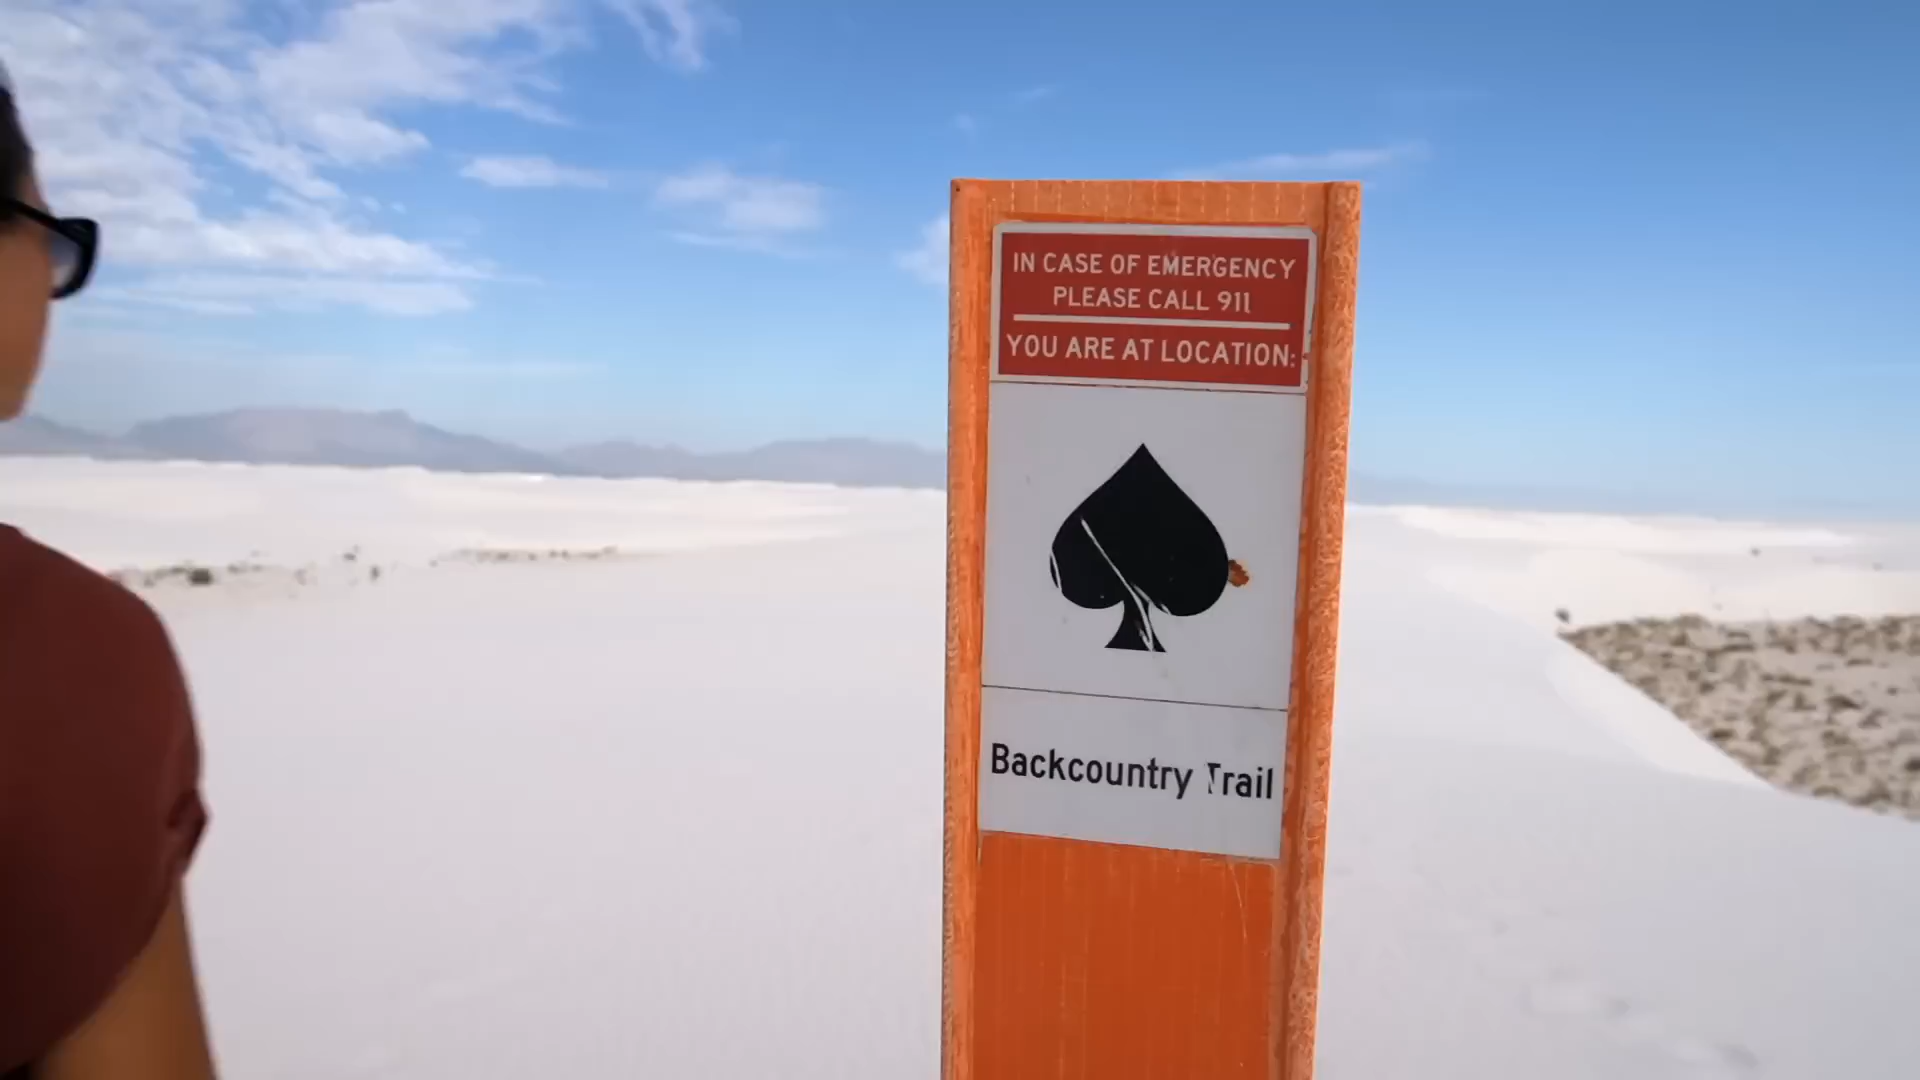 IN CASE OF EMERGENCY
PLEASE CALL 911
YOU ARE AT LOCATION:
Backcountry Trail